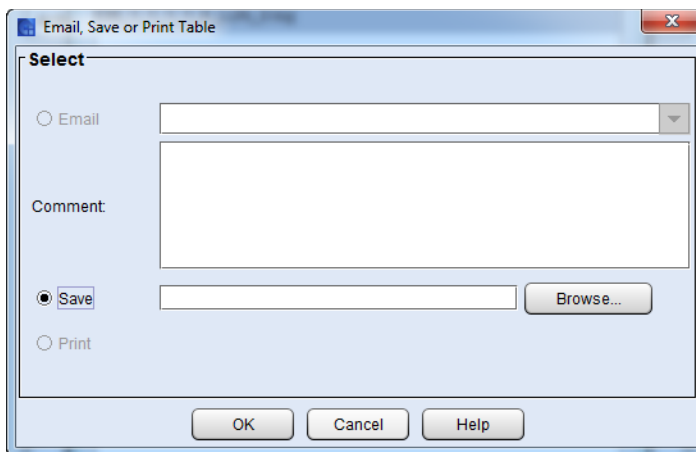 Email, Save or Print Table
Select
Email
Comment:
Save
Browse...
Print
OK
Cancel
Help